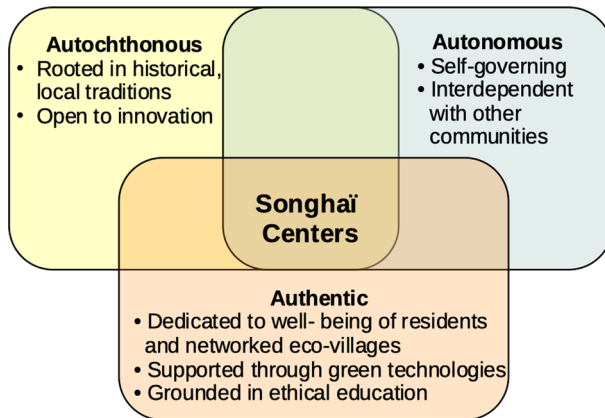 Autochthonous
• Rooted in historical,
local traditions
• Open to innovation
Autonomous
• Self-governing
• Interdependent
with other
communities
Songhaï
Centers
Authentic
• Dedicated to well- being of residents
and networked eco-villages
• Supported through green technologies
• Grounded in ethical education